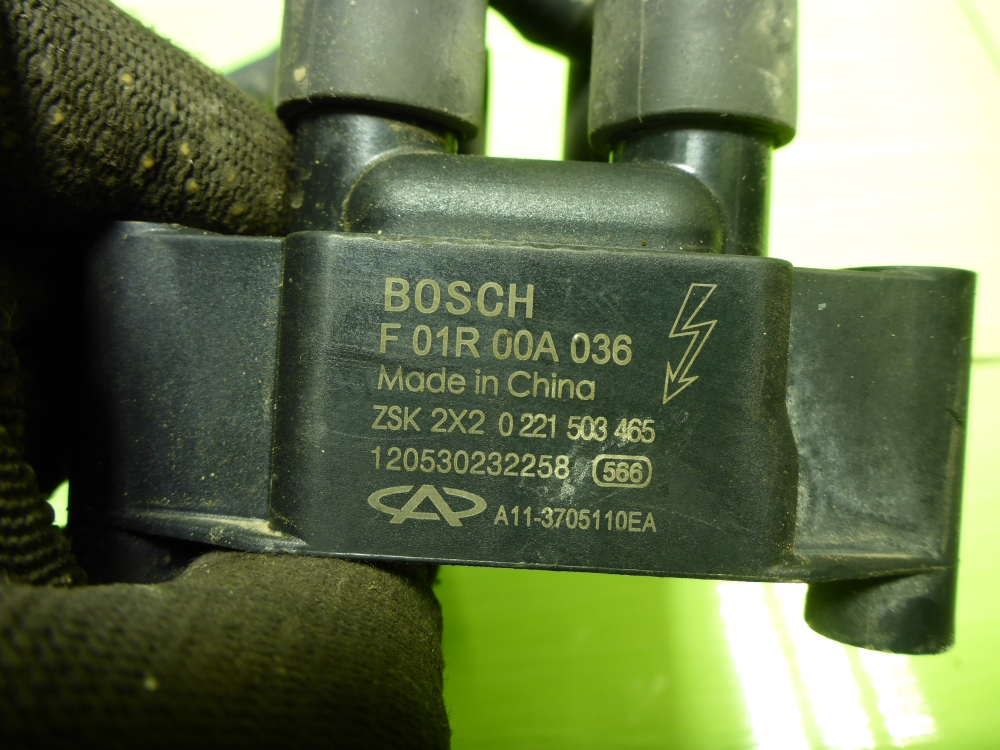 BOSCH
F 01R 00A 036
Made in China
ZSK 2X2 0 221 503 465
120530232258 566
A11-3705110EA